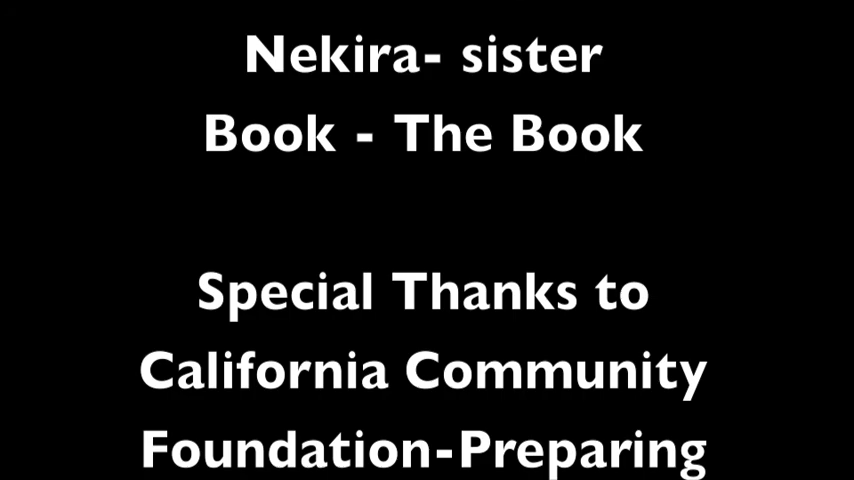 Nekira- sister
Book - The Book
Special Thanks to
California Community
Foundation-Preparing